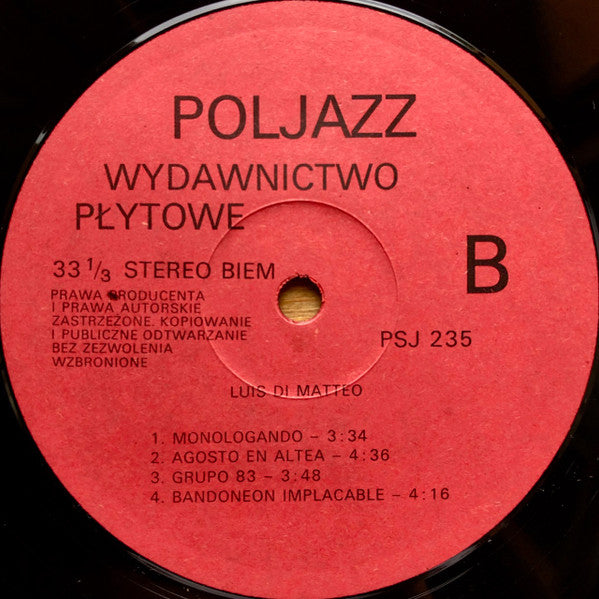 POLJAZZ
WYDAWNICTWO
PŁYTOWE
B
33 1/3 STEREO BIEM
PRAWA PRODUCENTA
I PRAWA AUTORSKIE
ZASTRZEŻONE. KOPIOWANIE
I PUBLICZNE ODTWARZANIE
BEZ ZEZWOLENIA
WZBRONIONE
PSJ 235
LUIS DI MATTEO
1. MONOLOGANDO – 3:34
2. AGOSTO EN ALTEA – 4:36
3. GRUPO 83 – 3:48
4. BANDONEON IMPLACABLE – 4:16